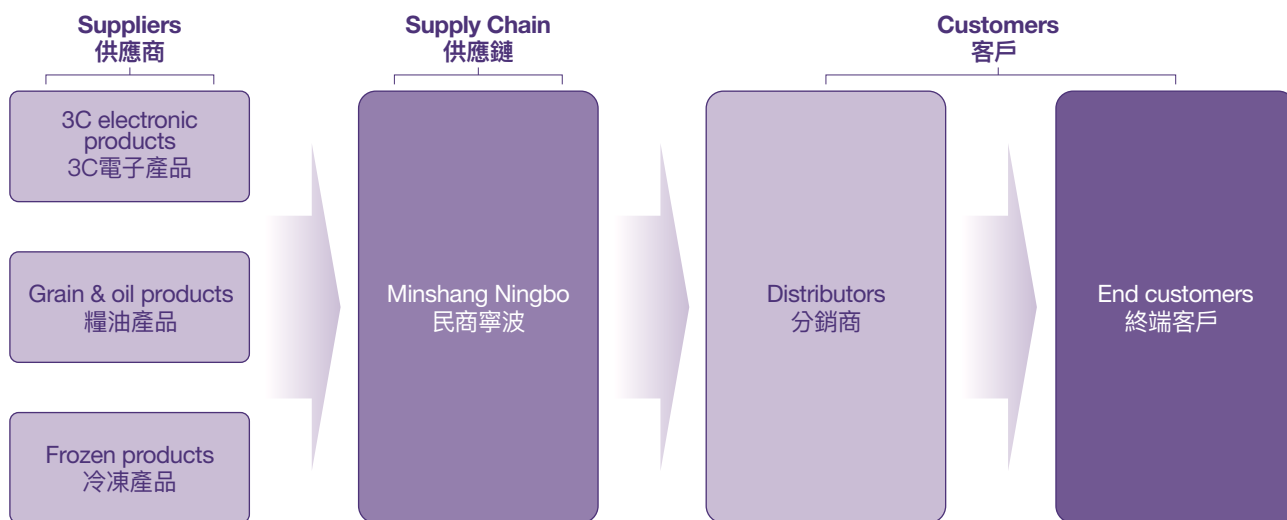 Suppliers
供應商
Supply Chain
供應鏈
Customers
客戶
3C electronic
products
3C電子產品
Grain & oil products
糧油產品
Frozen products
冷凍產品
Minshang Ningbo
民商寧波
Distributors
分銷商
End customers
終端客戶